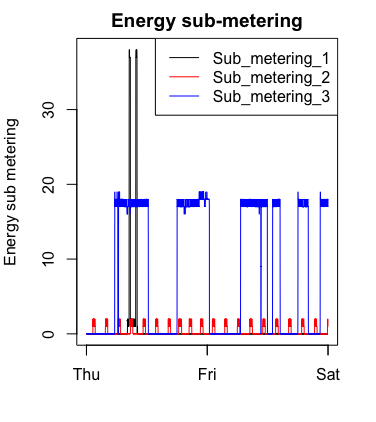 Energy sub-metering
Sub_metering_1
Sub_metering_2
Sub_metering_3
Energy sub metering
30
20
10
0
Thu Fri Sat